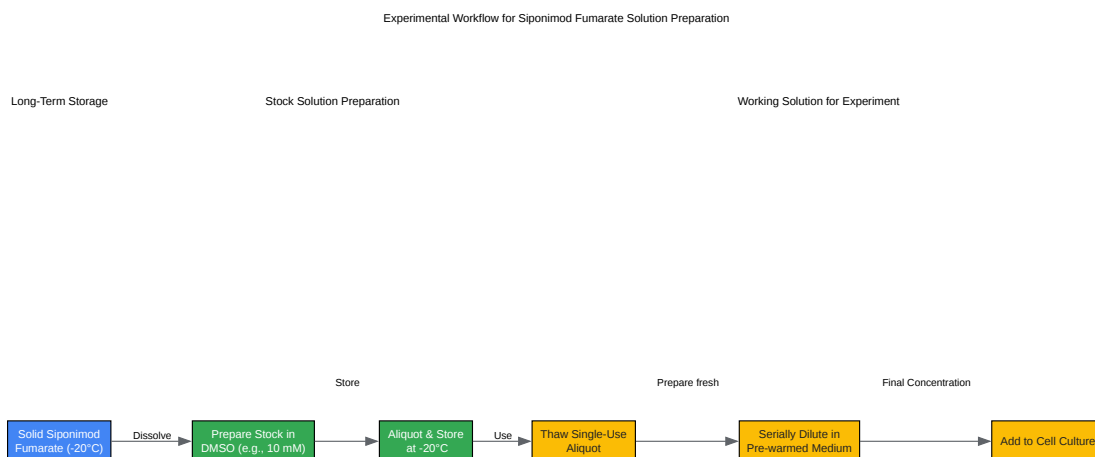 Experimental Workflow for Siponimod Fumarate Solution Preparation
Long-Term Storage
Stock Solution Preparation
Working Solution for Experiment
Store
Prepare fresh
Final Concentration
Solid Siponimod
Fumarate (-20°C)
Dissolve
Prepare Stock in
DMSO (e.g., 10 mM)
Aliquot & Store
at -20°C
Use
Thaw Single-Use
Aliquot
Serially Dilute in
Pre-warmed Medium
Add to Cell Culture